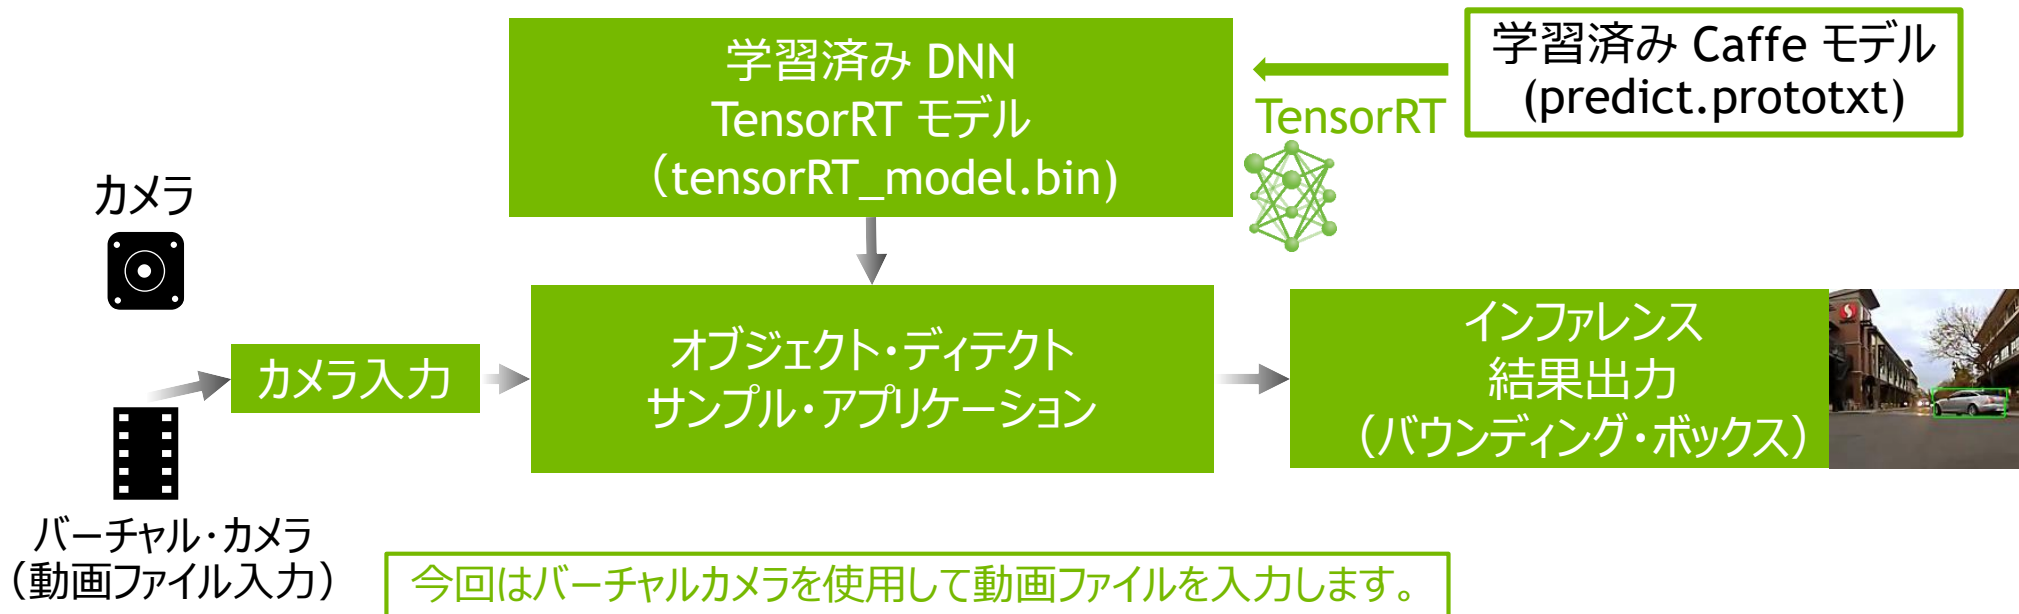 学習済み DNN
TensorRT モデル
（tensorRT_model.bin)
TensorRT
学習済み Caffe モデル
(predict.prototxt)
カメラ
カメラ入力
オブジェクト・ディテクト
サンプル・アプリケーション
インファレンス
結果出力
（バウンディング・ボックス）
バーチャル・カメラ
（動画ファイル入力）
今回はバーチャルカメラを使用して動画ファイルを入力します。